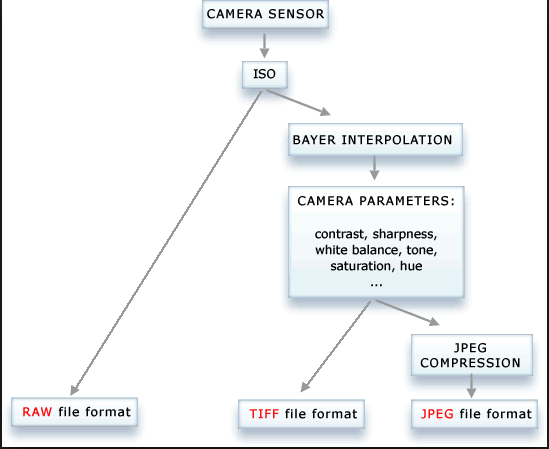 CAMERA SENSOR
ISO
BAYER INTERPOLATION
CAMERA PARAMETERS:
contrast, sharpness,
white balance, tone,
saturation, hue
...
JPEG
COMPRESSION
RAW file format
TIFF file format
JPEG file format